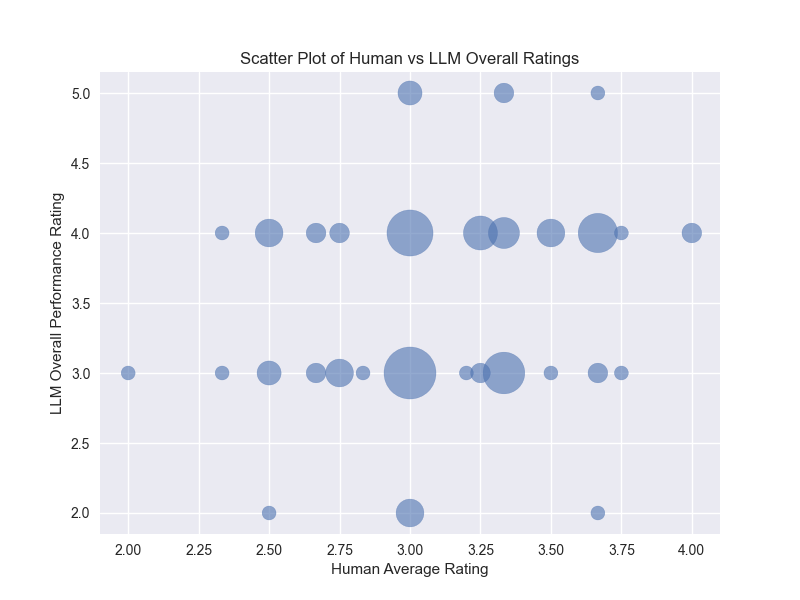 Scatter Plot of Human vs LLM Overall Ratings
LLM Overall Performance Rating
5.0
4.5
4.0
3.5
3.0
2.5
2.0
2.00 2.25 2.50 2.75 3.00 3.25 3.50 3.75 4.00
Human Average Rating